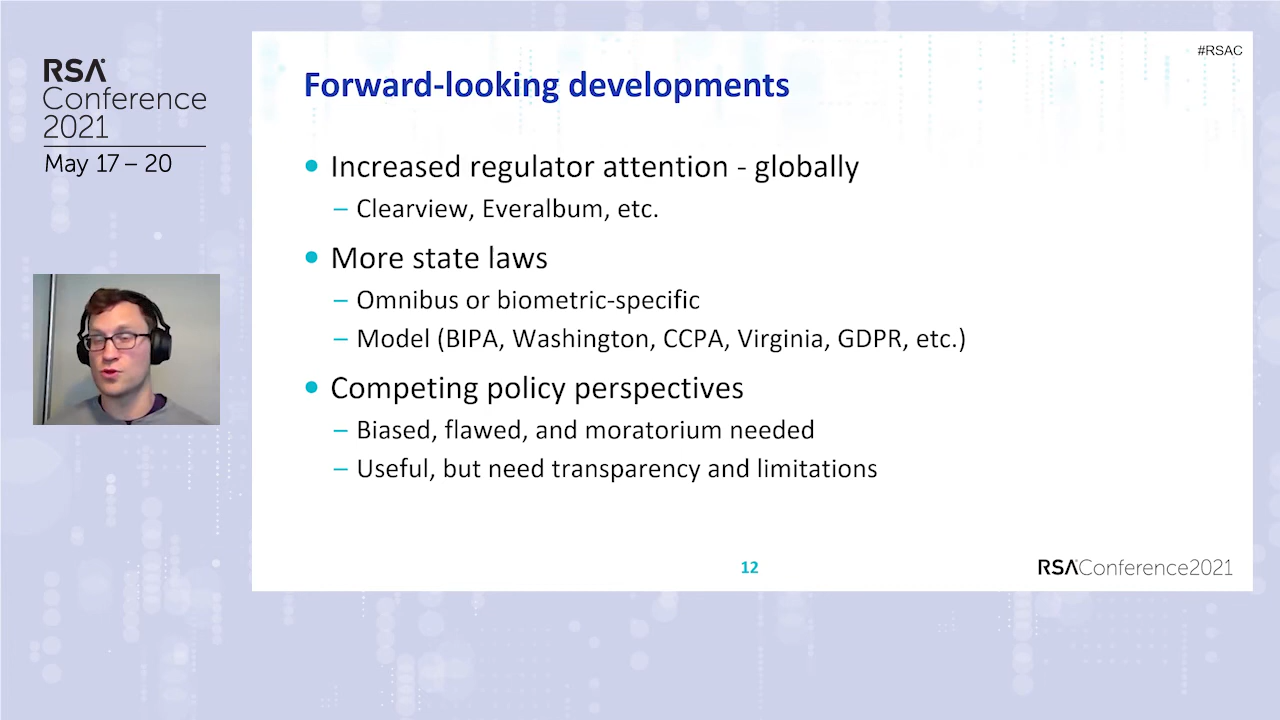 RSA
Conference
2021
May 17 – 20
#RSAC
Forward-looking developments
• Increased regulator attention - globally
– Clearview, Everalbum, etc.
• More state laws
– Omnibus or biometric-specific
– Model (BIPA, Washington, CCPA, Virginia, GDPR, etc.)
• Competing policy perspectives
– Biased, flawed, and moratorium needed
– Useful, but need transparency and limitations
12
RSAConference2021